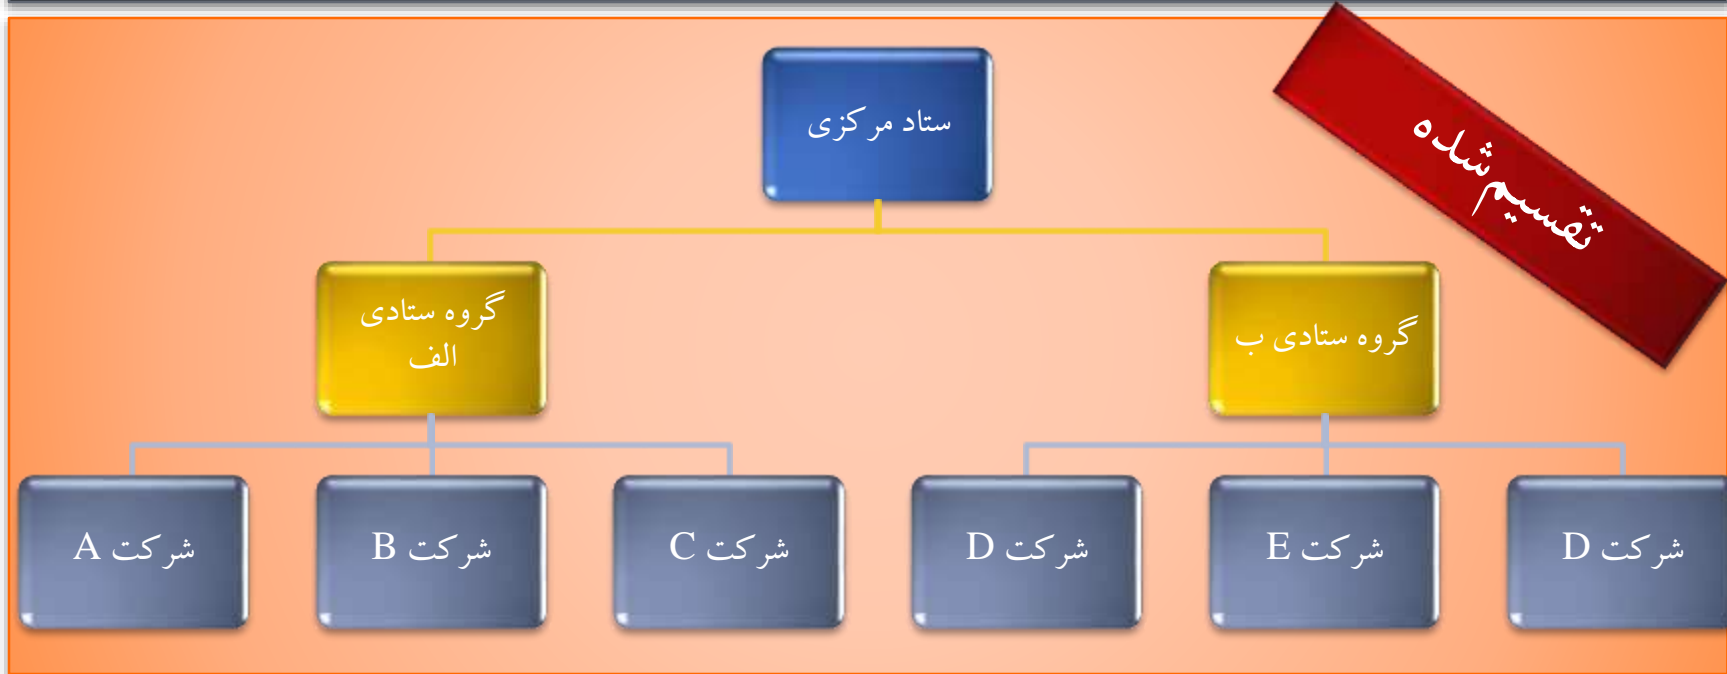 ستاد مرکزی
تقسیم‌شده
گروه ستادی
الف
گروه ستادی ب
شرکت A
شرکت B
شرکت C
شرکت D
شرکت E
شرکت D